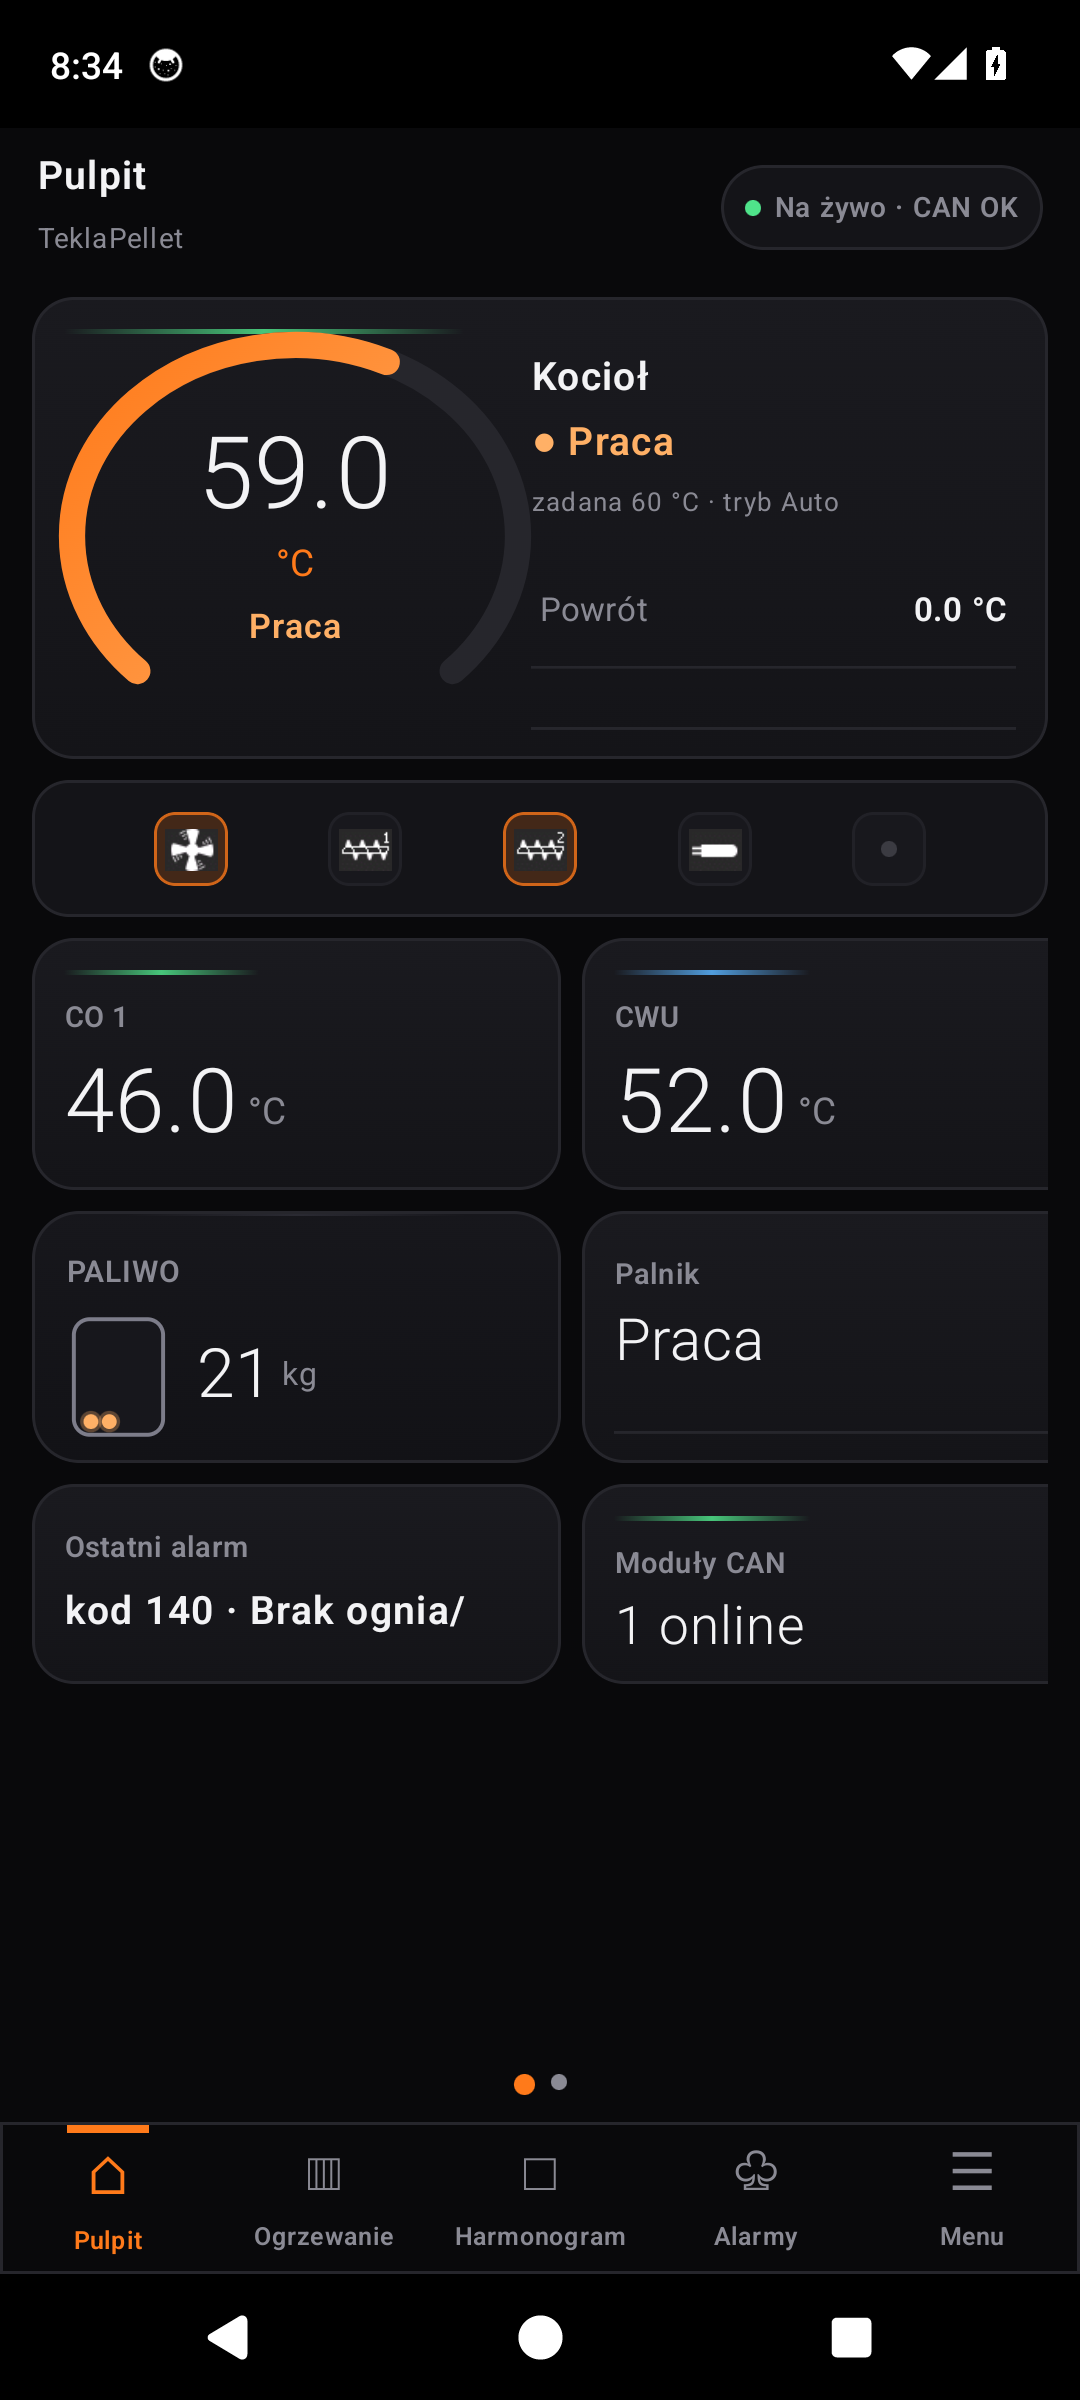 8:34
Pulpit
TeklaPellet
Na żywo · CAN OK
59.0
°C
Praca
Kocioł
Praca
zadana 60 °C · tryb Auto
Powrót 0.0 °C
1
2
CO 1
46.0 °C
CWU
52.0 °C
PALIWO
21 kg
Palnik
Praca
Ostatni alarm
kod 140 · Brak ognia/
Moduły CAN
1 online
Pulpit
Ogrzewanie
Harmonogram
Alarmy
Menu